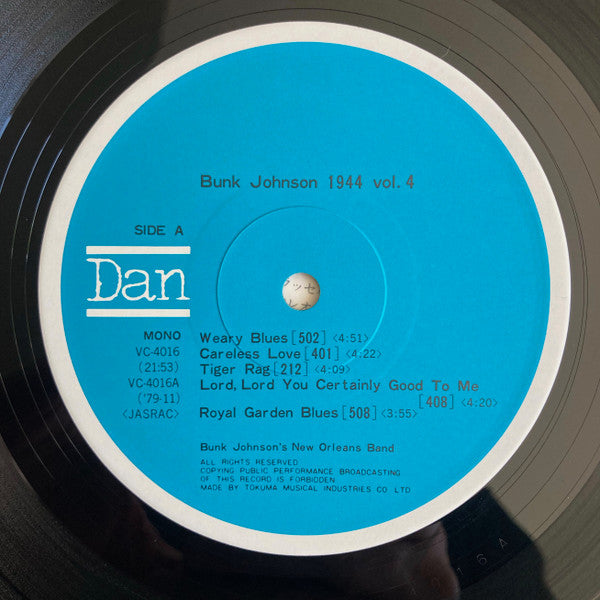 Bunk Johnson 1944 vol. 4
SIDE A
Dan
MONO
VC-4016
(21:53)
VC-4016A
('79·11)
<JASRAC>
Weary Blues[502] <4:51>
Careless Love[401] <4:22>
Tiger Rag[212] <4:09>
Lord, Lord You Certainly Good To Me
[408] <4:20>
Royal Garden Blues[508] <3:55>
Bunk Johnson's New Orleans Band
ALL RIGHTS RESERVED
COPYING PUBLIC PERFORMANCE BROADCASTING
OF THIS RECORD IS FORBIDDEN.
MADE BY TOKUMA MUSICAL INDUSTRIES CO LTD
ッセ